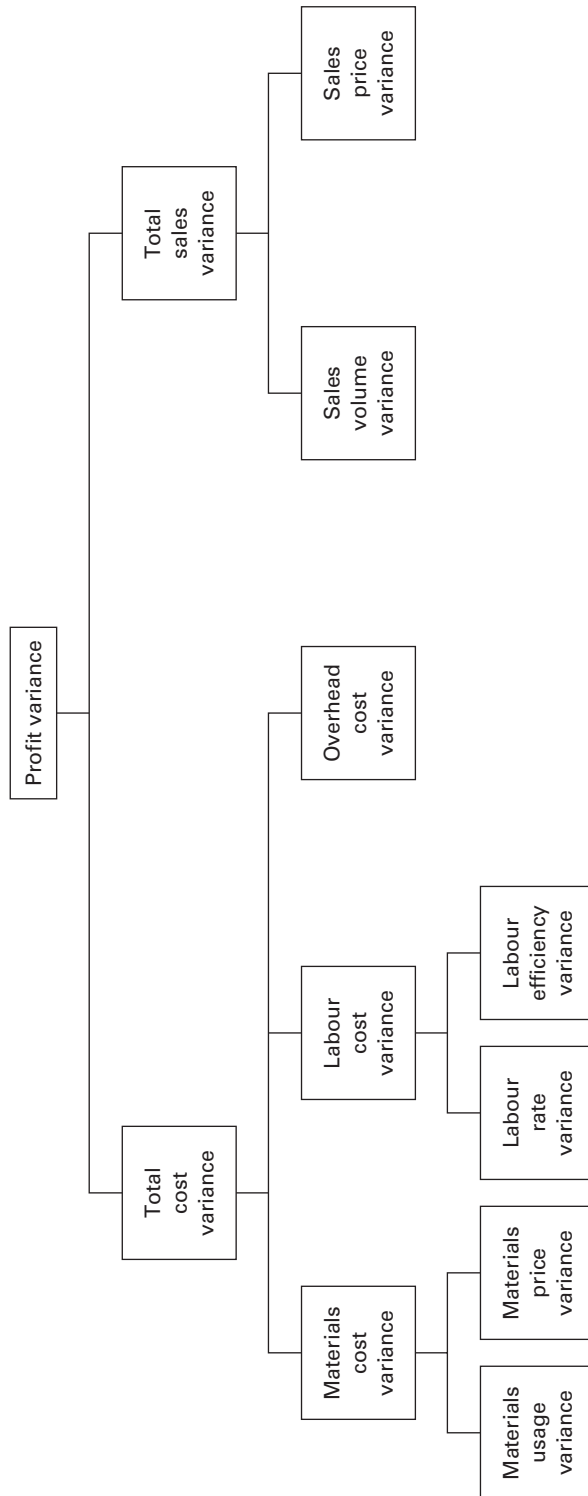 Profit variance
Total
cost
variance
Total
sales
variance
Materials
cost
variance
Labour
cost
variance
Overhead
cost
variance
Sales
volume
variance
Sales
price
variance
Materials
usage
variance
Materials
price
variance
Labour
rate
variance
Labour
efficiency
variance